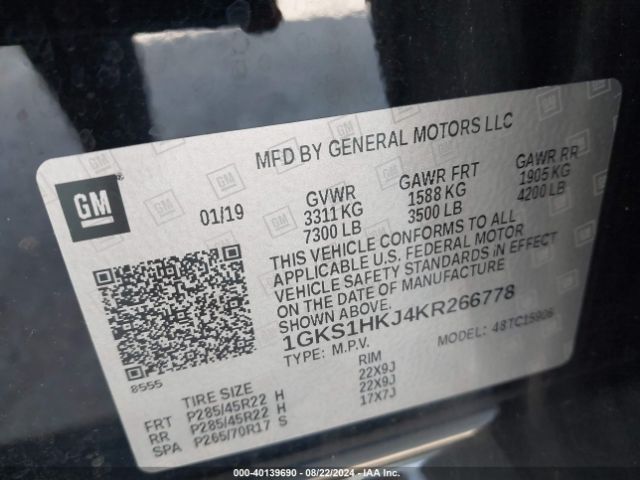 MFD BY GENERAL MOTORS LLC
GM
®
01/19
GVWR
3311 KG
7300 LB
GAWR FRT
1588 KG
3500 LB
GAWR RR
1905 KG
4200 LB
THIS VEHICLE CONFORMS TO ALL
APPLICABLE U.S. FEDERAL MOTOR
VEHICLE SAFETY STANDARDS IN EFFECT
ON THE DATE OF MANUFACTURE
SHOWN ABOVE.
1GKS1HKJ4KR266778
TYPE: M.P.V.
MODEL: 48TC15906
8555
TIRE SIZE
RIM
FRT P285/45R22 H 22X9J
RR P285/45R22 H 22X9J
SPA P265/70R17 S 17X7J
000-40139690 - 08/22/2024 - IAA Inc.